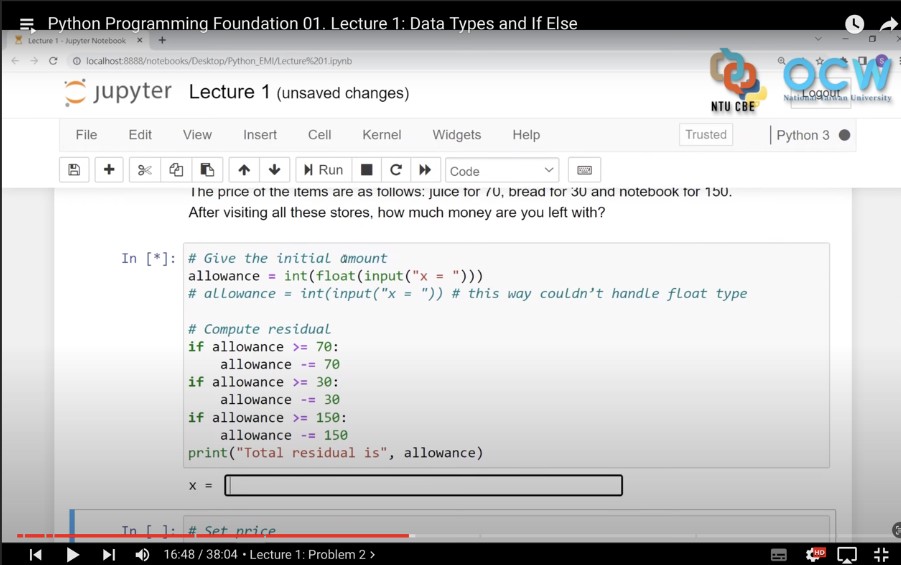 Python Programming Foundation 01. Lecture 1: Data Types and If Else
Lecture 1 - Jupyter Notebook
localhost:8888/notebooks/Desktop/Python_EMI/Lecture%201.ipynb
jupyter Lecture 1 (unsaved changes)
Logout
NTU CBE
OCW
National Taiwan University
File Edit View Insert Cell Kernel Widgets Help Trusted Python 3
Run Code
The price of the items are as follows: juice for 70, bread for 30 and notebook for 150.
After visiting all these stores, how much money are you left with?
In [*]: # Give the initial amount
allowance = int(float(input("x = ")))
# allowance = int(input("x = ")) # this way couldn't handle float type
# Compute residual
if allowance >= 70:
allowance -= 70
if allowance >= 30:
allowance -= 30
if allowance >= 150:
allowance -= 150
print("Total residual is", allowance)
x =
In [ ]: # Set price
16:48 / 38:04 • Lecture 1: Problem 2 >
HD